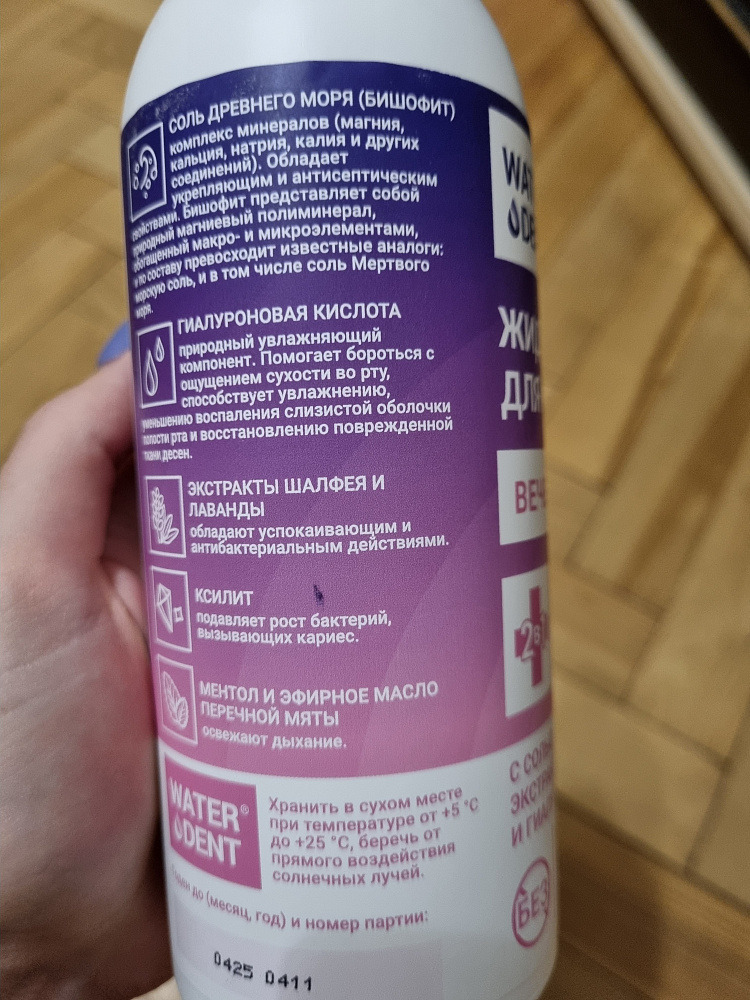 СОЛЬ ДРЕВНЕГО МОРЯ (БИШОФИТ)
комплекс минералов (магния,
кальция, натрия, калия и других
соединений). Обладает
укрепляющим и антисептическим
свойствами. Бишофит представляет собой
природный магниевый полиминерал,
обогащенный макро- и микроэлементами,
и по составу превосходит известные аналоги:
морскую соль, и в том числе соль Мертвого
моря.
ГИАЛУРОНОВАЯ КИСЛОТА
природный увлажняющий
компонент. Помогает бороться с
ощущением сухости во рту,
способствует увлажнению,
уменьшению воспаления слизистой оболочки
полости рта и восстановлению поврежденной
ткани десен.
ЭКСТРАКТЫ ШАЛФЕЯ И
ЛАВАНДЫ
обладают успокаивающим и
антибактериальным действиями.
КСИЛИТ
подавляет рост бактерий,
вызывающих кариес.
МЕНТОЛ И ЭФИРНОЕ МАСЛО
ПЕРЕЧНОЙ МЯТЫ
освежают дыхание.
WATER®
DENT
Хранить в сухом месте
при температуре от +5 °C
до +25 °C, беречь от
прямого воздействия
солнечных лучей.
до (месяц, год) и номер партии:
0425 0411
2в1
С
И
БЕЗ